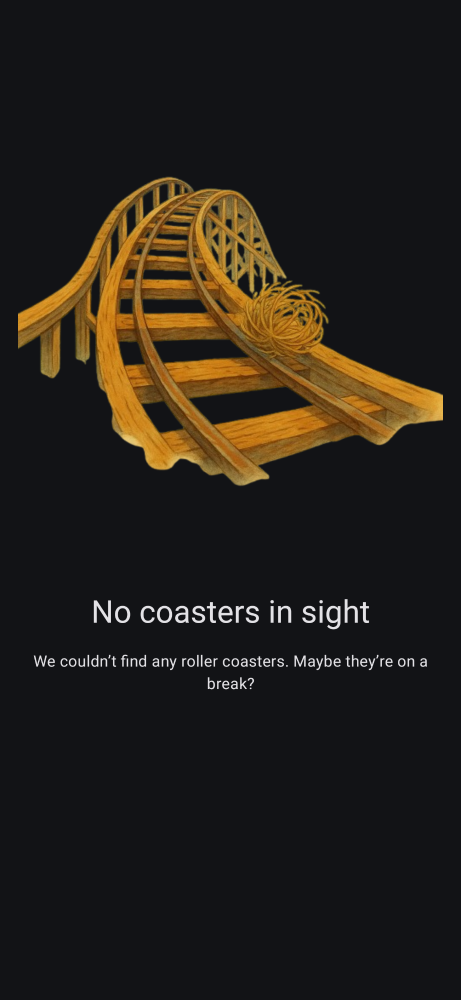 No coasters in sight
We couldn’t find any roller coasters. Maybe they’re on a
break?